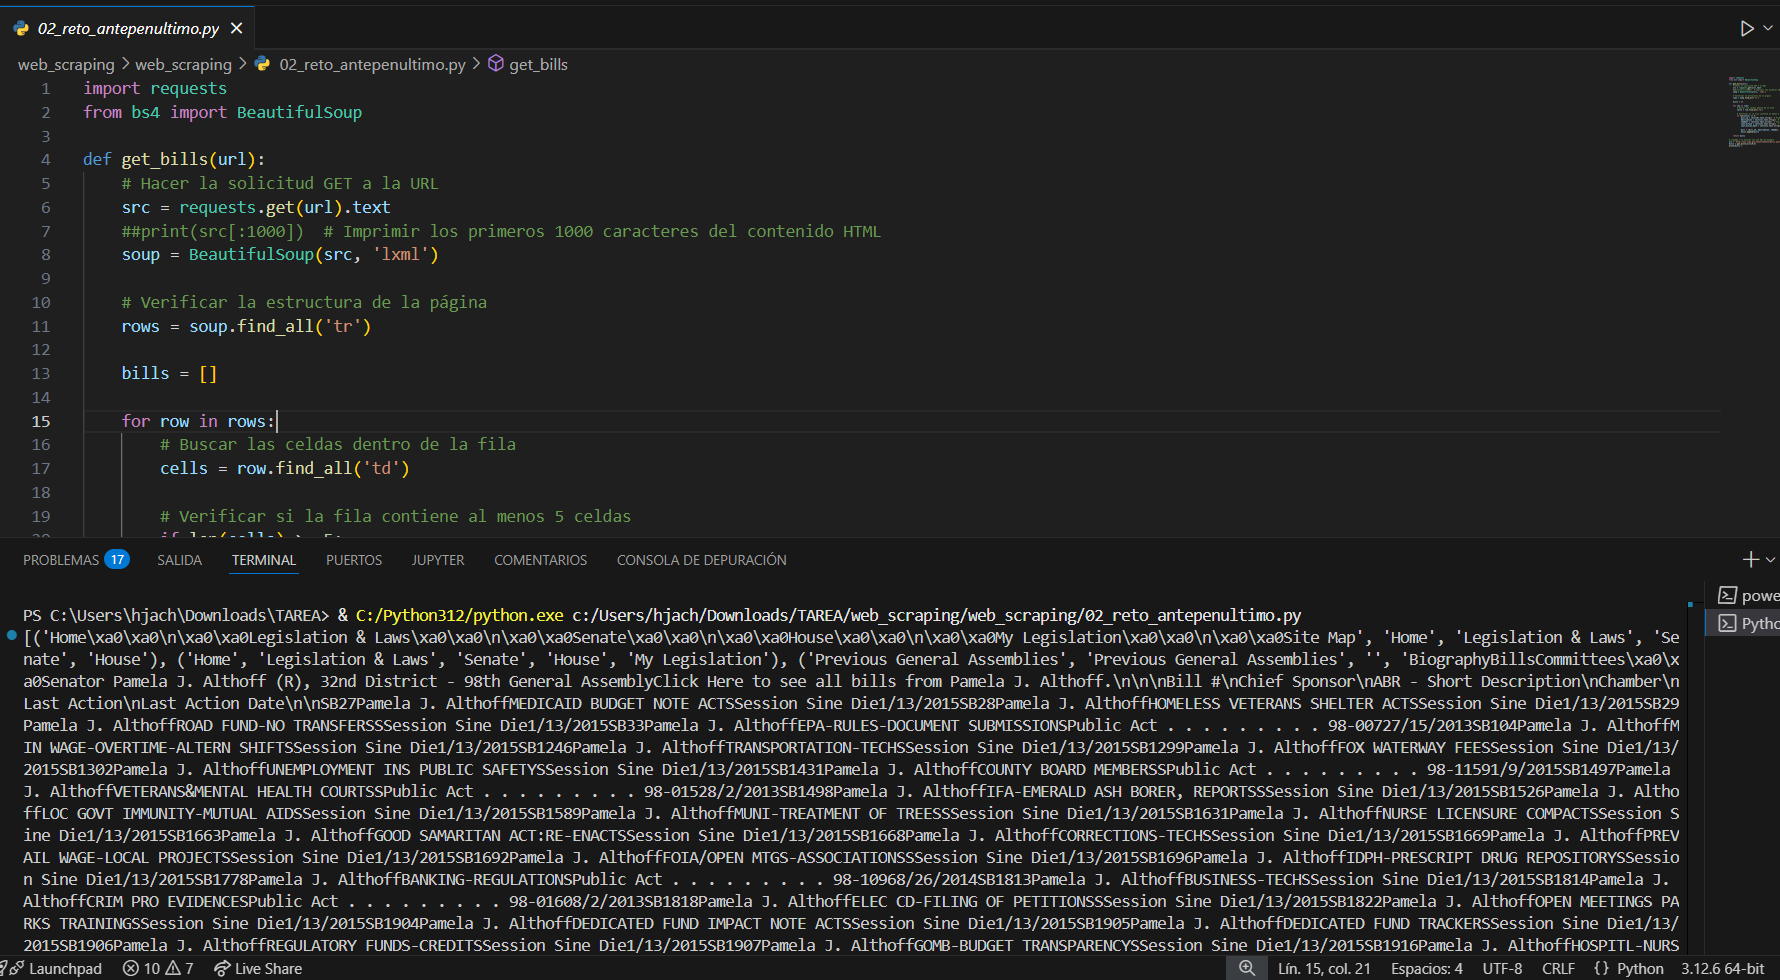 02_reto_antepenultimo.py
web_scraping > web_scraping > 02_reto_antepenultimo.py > get_bills
1 import requests
2 from bs4 import BeautifulSoup
3
4 def get_bills(url):
5 # Hacer la solicitud GET a la URL
6 src = requests.get(url).text
7 ##print(src[:1000]) # Imprimir los primeros 1000 caracteres del contenido HTML
8 soup = BeautifulSoup(src, 'lxml')
9
10 # Verificar la estructura de la página
11 rows = soup.find_all('tr')
12
13 bills = []
14
15 for row in rows:
16 # Buscar las celdas dentro de la fila
17 cells = row.find_all('td')
18
19 # Verificar si la fila contiene al menos 5 celdas
PROBLEMAS 17 SALIDA TERMINAL PUERTOS JUPYTER COMENTARIOS CONSOLA DE DEPURACIÓN
PS C:\Users\hjach\Downloads\TAREA> & C:/Python312/python.exe c:/Users/hjach/Downloads/TAREA/web_scraping/web_scraping/02_reto_antepenultimo.py
[('Home\xa0\xa0\n\xa0\xa0Legislation & Laws\xa0\xa0\n\xa0\xa0Senate\xa0\xa0\n\xa0\xa0House\xa0\xa0\n\xa0\xa0My Legislation\xa0\xa0\n\xa0\xa0Site Map', 'Home', 'Legislation & Laws', 'Se
nate', 'House'), ('Home', 'Legislation & Laws', 'Senate', 'House', 'My Legislation'), ('Previous General Assemblies', 'Previous General Assemblies', '', 'BiographyBillsCommittees\xa0\x
a0Senator Pamela J. Althoff (R), 32nd District - 98th General AssemblyClick Here to see all bills from Pamela J. Althoff.\n\n\nBill #\nChief Sponsor\nABR - Short Description\nChamber\n
Last Action\nLast Action Date\n\nSB27Pamela J. AlthoffMEDICAID BUDGET NOTE ACTSSession Sine Die1/13/2015SB28Pamela J. AlthoffHOMELESS VETERANS SHELTER ACTSSession Sine Die1/13/2015SB29
Pamela J. AlthoffROAD FUND-NO TRANSFERSSSession Sine Die1/13/2015SB33Pamela J. AlthoffEPA-RULES-DOCUMENT SUBMISSIONSPublic Act . . . . . . . . . 98-00727/15/2013SB104Pamela J. AlthoffM
IN WAGE-OVERTIME-ALTERN SHIFTSSession Sine Die1/13/2015SB1246Pamela J. AlthoffTRANSPORTATION-TECHSSession Sine Die1/13/2015SB1299Pamela J. AlthoffFOX WATERWAY FEESSession Sine Die1/13/
2015SB1302Pamela J. AlthoffUNEMPLOYMENT INS PUBLIC SAFETYSSession Sine Die1/13/2015SB1431Pamela J. AlthoffCOUNTY BOARD MEMBERSSPublic Act . . . . . . . . . 98-11591/9/2015SB1497Pamela
J. AlthoffVETERANS&MENTAL HEALTH COURTSSPublic Act . . . . . . . . . 98-01528/2/2013SB1498Pamela J. AlthoffIFA-EMERALD ASH BORER, REPORTSSSession Sine Die1/13/2015SB1526Pamela J. Altho
ffLOC GOVT IMMUNITY-MUTUAL AIDSSession Sine Die1/13/2015SB1589Pamela J. AlthoffMUNI-TREATMENT OF TREESSSession Sine Die1/13/2015SB1631Pamela J. AlthoffNURSE LICENSURE COMPACTSSession S
ine Die1/13/2015SB1663Pamela J. AlthoffGOOD SAMARITAN ACT:RE-ENACTSSession Sine Die1/13/2015SB1668Pamela J. AlthoffCORRECTIONS-TECHSSession Sine Die1/13/2015SB1669Pamela J. AlthoffPREV
AIL WAGE-LOCAL PROJECTSSession Sine Die1/13/2015SB1692Pamela J. AlthoffFOIA/OPEN MTGS-ASSOCIATIONSSSession Sine Die1/13/2015SB1696Pamela J. AlthoffIDPH-PRESCRIPT DRUG REPOSITORYSSessio
n Sine Die1/13/2015SB1778Pamela J. AlthoffBANKING-REGULATIONSPublic Act . . . . . . . . . 98-10968/26/2014SB1813Pamela J. AlthoffBUSINESS-TECHSSession Sine Die1/13/2015SB1814Pamela J.
AlthoffCRIM PRO EVIDENCESPublic Act . . . . . . . . . 98-01608/2/2013SB1818Pamela J. AlthoffELEC CD-FILING OF PETITIONSSSession Sine Die1/13/2015SB1822Pamela J. AlthoffOPEN MEETINGS PA
RKS TRAININGSSession Sine Die1/13/2015SB1904Pamela J. AlthoffDEDICATED FUND IMPACT NOTE ACTSSession Sine Die1/13/2015SB1905Pamela J. AlthoffDEDICATED FUND TRACKERSSession Sine Die1/13/
2015SB1906Pamela J. AlthoffREGULATORY FUNDS-CREDITSSession Sine Die1/13/2015SB1907Pamela J. AlthoffGOMB-BUDGET TRANSPARENCYSSession Sine Die1/13/2015SB1916Pamela J. AlthoffHOSPITL-NURS
powe
Pytho
Launchpad 10 7 Live Share Lín. 15, col. 21 Espacios: 4 UTF-8 CRLF {} Python 3.12.6 64-bit